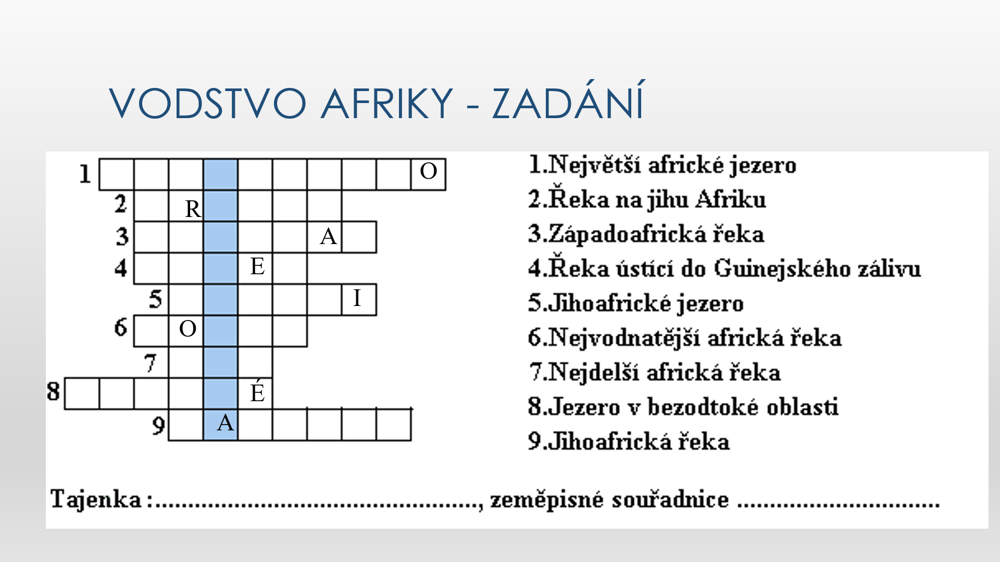 VODSTVO AFRIKY - ZADÁNÍ
1 O
2 R
3 A
4 E
5 I
6 O
7
8 É
9 A
1.Největší africké jezero
2.Řeka na jihu Afriku
3.Západoafrická řeka
4.Řeka ústící do Guinejského zálivu
5.Jihoafrické jezero
6.Nejvodnatější africká řeka
7.Nejdelší africká řeka
8.Jezero v bezodtoké oblasti
9.Jihoafrická řeka
Tajenka :..............................................., zeměpisné souřadnice ..............................